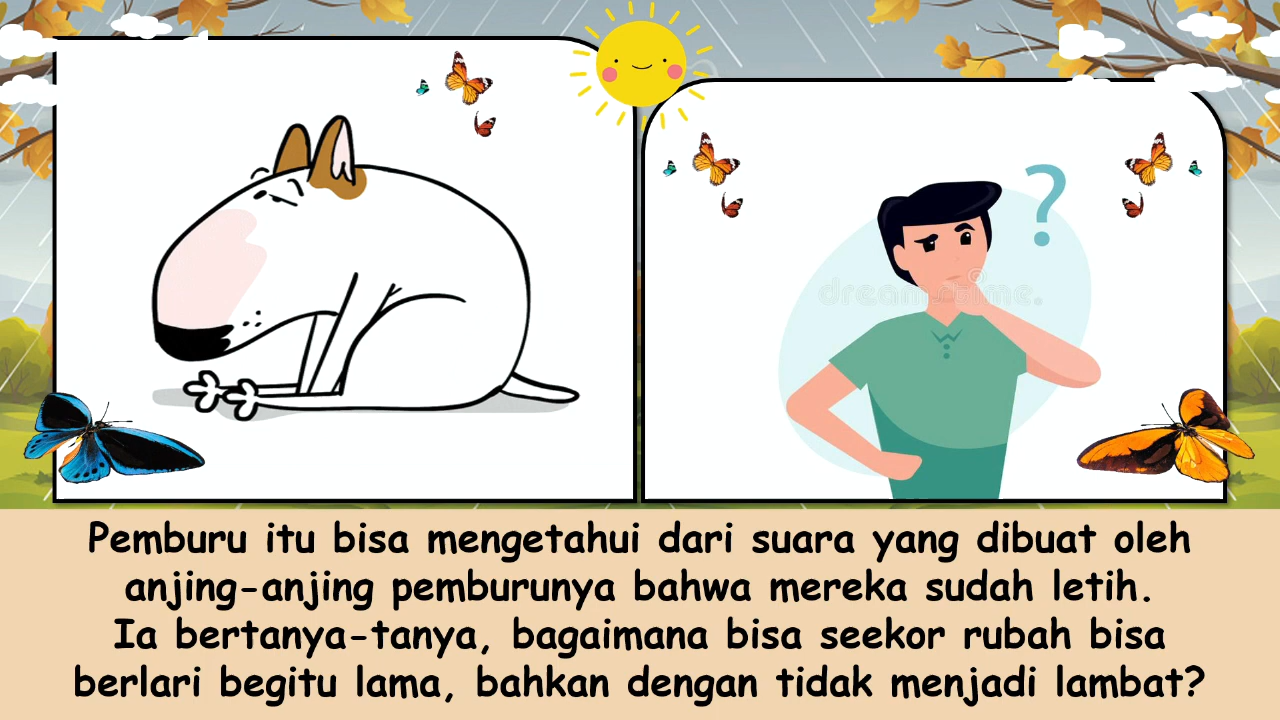 ?
dreamstime.
Pemburu itu bisa mengetahui dari suara yang dibuat oleh
anjing-anjing pemburunya bahwa mereka sudah letih.
Ia bertanya-tanya, bagaimana bisa seekor rubah bisa
berlari begitu lama, bahkan dengan tidak menjadi lambat?